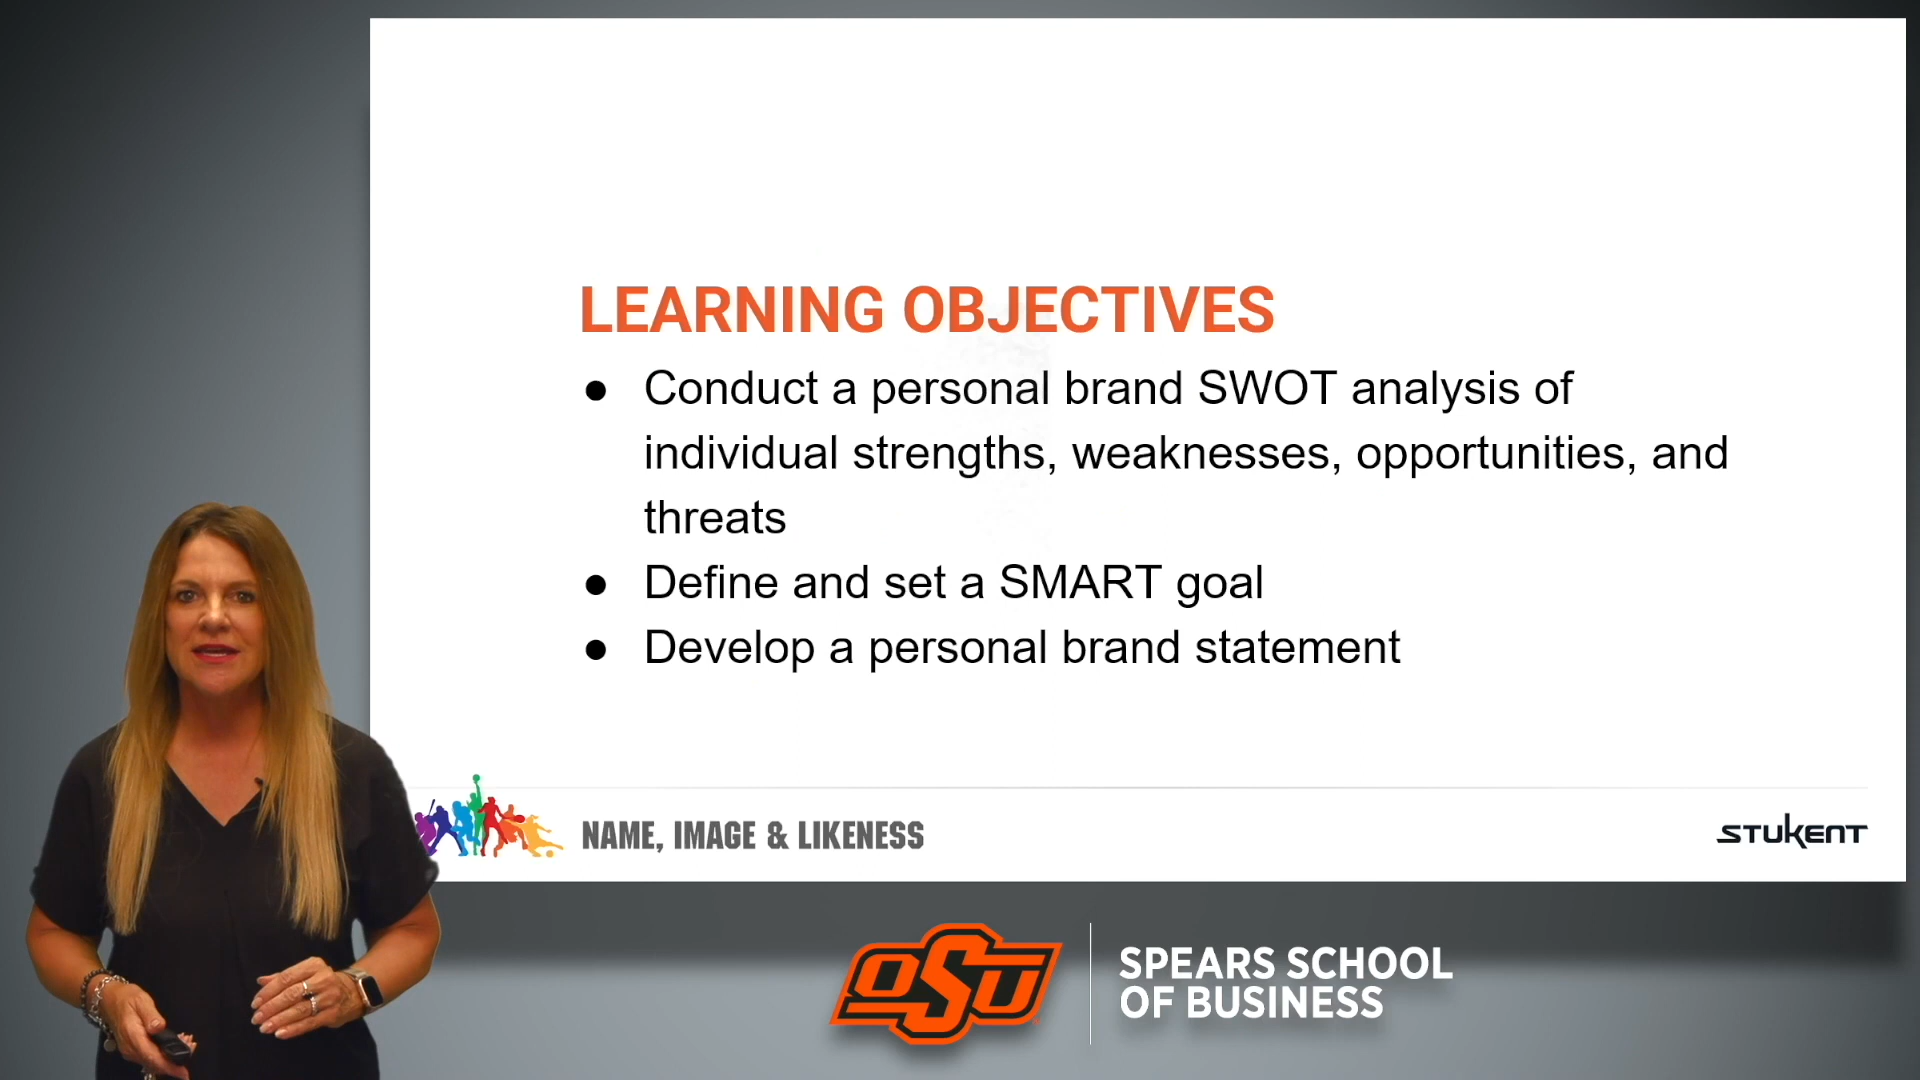 LEARNING OBJECTIVES
● Conduct a personal brand SWOT analysis of
individual strengths, weaknesses, opportunities, and
threats
● Define and set a SMART goal
● Develop a personal brand statement
NAME, IMAGE & LIKENESS
STUKENT
OSU
SPEARS SCHOOL
OF BUSINESS